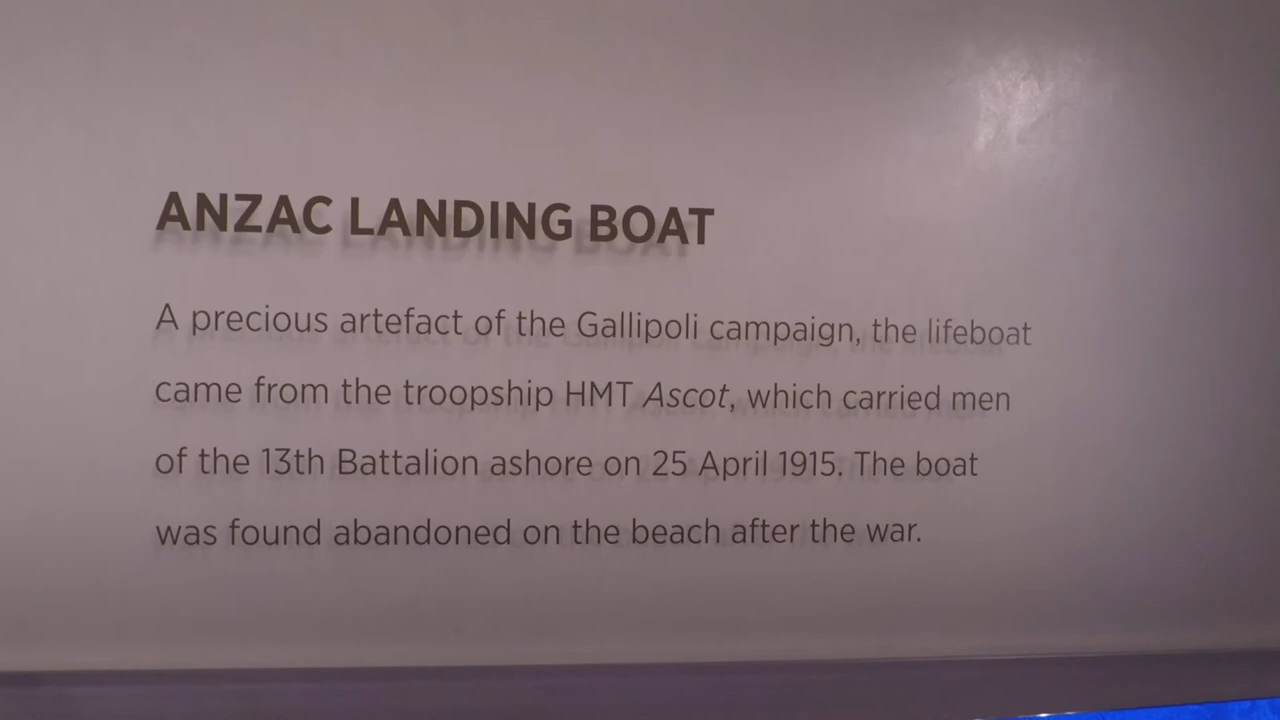 ANZAC LANDING BOAT
A precious artefact of the Gallipoli campaign, the lifeboat
came from the troopship HMT Ascot, which carried men
of the 13th Battalion ashore on 25 April 1915. The boat
was found abandoned on the beach after the war.